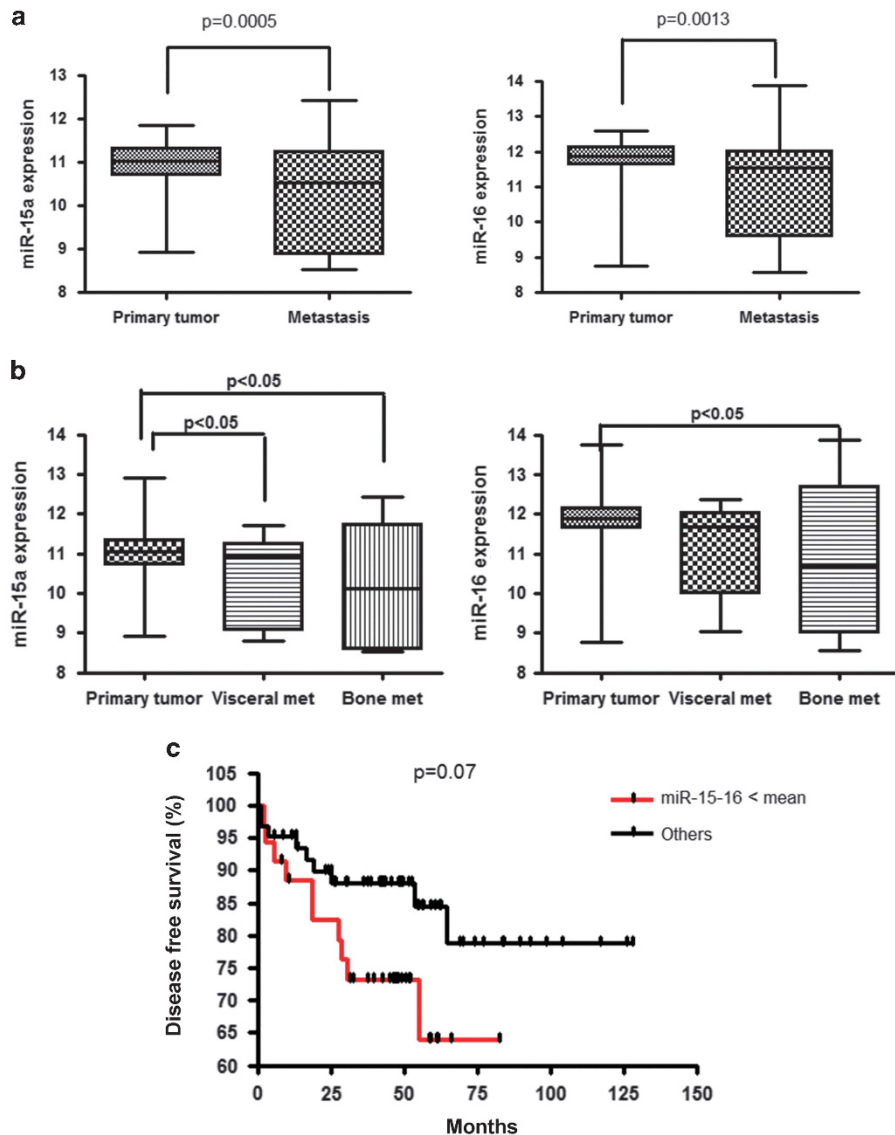 a
p=0.0005
miR-15a expression
13
12
11
10
9
8
Primary tumor
Metastasis
p=0.0013
miR-16 expression
14
13
12
11
10
9
8
Primary tumor
Metastasis
b
p<0.05
p<0.05
miR-15a expression
14
13
12
11
10
9
8
Primary tumor
Visceral met
Bone met
p<0.05
miR-16 expression
14
13
12
11
10
9
8
Primary tumor
Visceral met
Bone met
c
p=0.07
Disease free survival (%)
105
100
95
90
85
80
75
70
65
60
0
25
50
75
100
125
150
Months
miR-15-16 < mean
Others